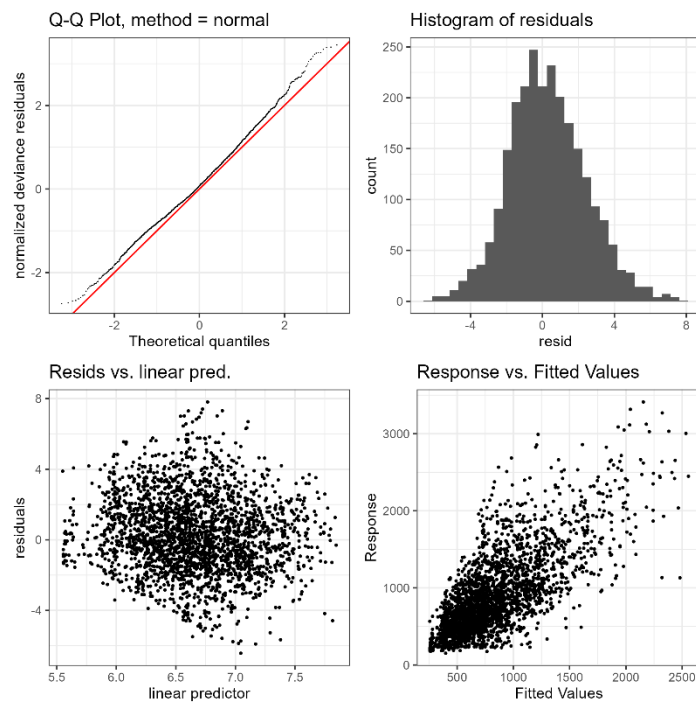 Q-Q Plot, method = normal
normalized deviance residuals
2
0
-2
-2
0
2
Theoretical quantiles
Histogram of residuals
count
250
200
150
100
50
0
-4
0
4
8
resid
Resids vs. linear pred.
residuals
8
4
0
-4
5.5
6.0
6.5
7.0
7.5
linear predictor
Response vs. Fitted Values
Response
3000
2000
1000
0
500
1000
1500
2000
2500
Fitted Values